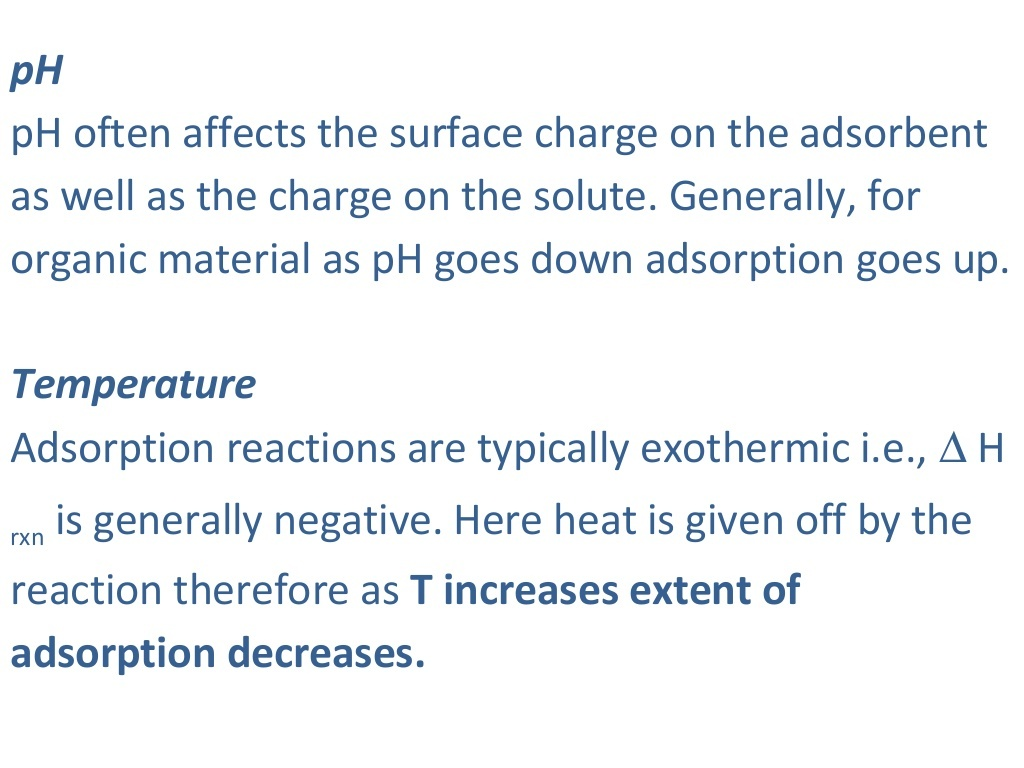 pH
pH often affects the surface charge on the adsorbent
as well as the charge on the solute. Generally, for
organic material as pH goes down adsorption goes up.
Temperature
Adsorption reactions are typically exothermic i.e., Δ H
rxn is generally negative. Here heat is given off by the
reaction therefore as T increases extent of
adsorption decreases.